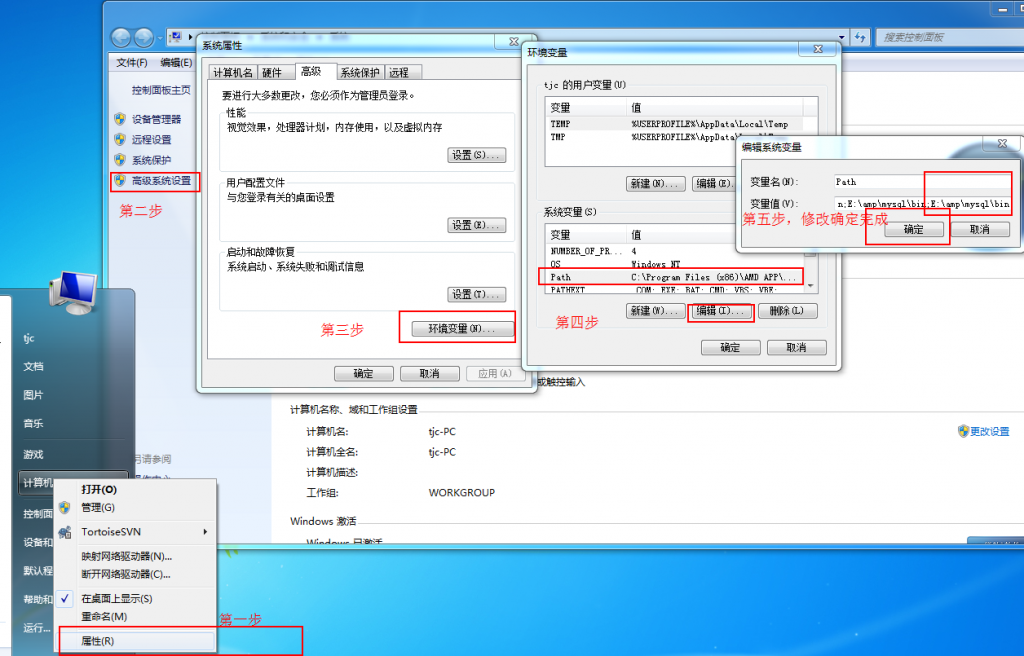 搜索控制面板
文件(F) 编辑(E)
控制面板主页
设备管理器
远程设置
系统保护
高级系统设置
第二步
系统属性
计算机名 硬件 高级 系统保护 远程
要进行大多数更改，您必须作为管理员登录。
性能
视觉效果，处理器计划，内存使用，以及虚拟内存
设置(S)...
用户配置文件
与您登录有关的桌面设置
设置(E)...
启动和故障恢复
系统启动、系统失败和调试信息
设置(T)...
第三步
环境变量(N)...
确定 取消 应用(A)
环境变量
tjc 的用户变量(U)
变量 值
TEMP %USERPROFILE%\AppData\Local\Temp
TMP %USERPROFILE%\AppData\
新建(N)... 编辑(E).
系统变量(S)
变量 值
NUMBER_OF_PR... 4
OS Windows NT
Path C:\Program Files (x86)\AMD APP\...
PATHEXT .COM;.EXE;.BAT;.CMD;.VBS;.VBE;
新建(W)... 编辑(I)... 删除(L)
第四步
确定 取消
编辑系统变量
变量名(N): Path
变量值(V): n;E:\amp\mysql\bin;E:\amp\mysql\bin
第五步，修改确定完成
确定 取消
或触控输入
计算机名称、域和工作组设置
计算机名: tjc-PC
更改设置
计算机全名: tjc-PC
计算机描述:
工作组: WORKGROUP
Windows 激活
Windows 已激活
另请参阅
操作中心
tjc
文档
图片
音乐
游戏
计算机
控制面
设备和
默认程
帮助和
运行...
打开(O)
管理(G)
TortoiseSVN
映射网络驱动器(N)...
断开网络驱动器(C)...
在桌面上显示(S)
重命名(M)
属性(R)
第一步